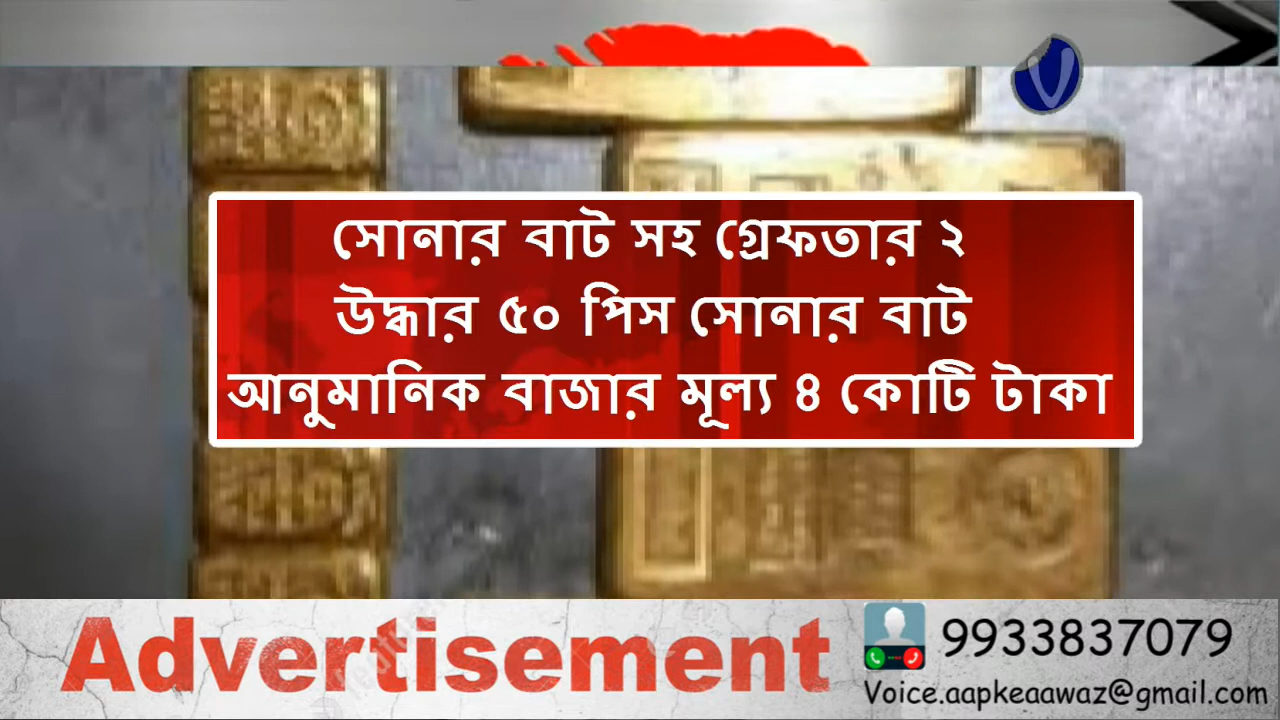 সোনার বাট সহ গ্রেফতার ২
উদ্ধার ৫০ পিস সোনার বাট
আনুমানিক বাজার মূল্য ৪ কোটি টাকা
Advertisement
9933837079
Voice.aapkeaawaz@gmail.com